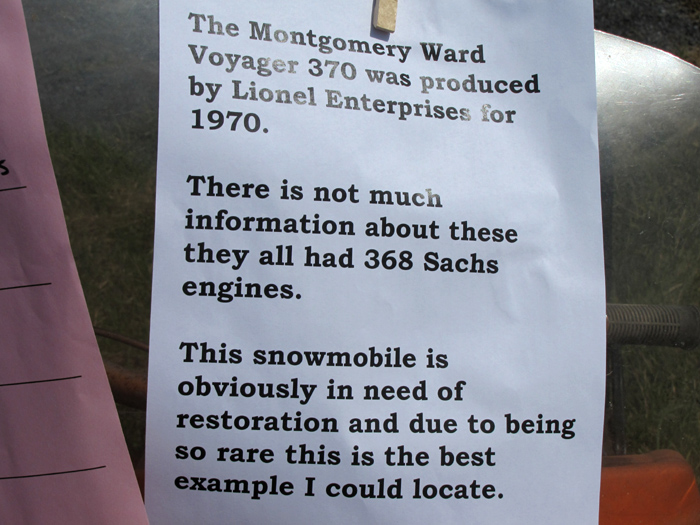 The Montgomery Ward
Voyager 370 was produced
by Lionel Enterprises for
1970.
There is not much
information about these
they all had 368 Sachs
engines.
This snowmobile is
obviously in need of
restoration and due to being
so rare this is the best
example I could locate.